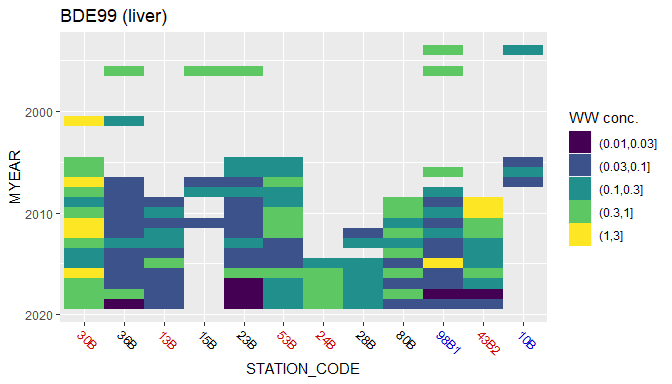 BDE99 (liver)
MYEAR
2000
2010
2020
30B 36B 13B 15B 23B 53B 24B 28B 80B 98B1 43B2 10B
STATION_CODE
WW conc.
(0.01,0.03]
(0.03,0.1]
(0.1,0.3]
(0.3,1]
(1,3]